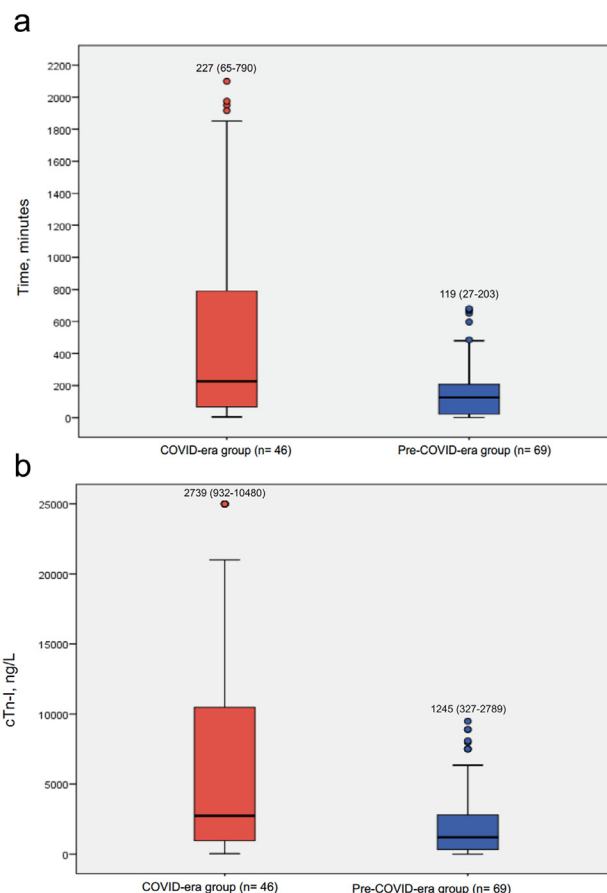 a
227 (65-790)
2200
2000
1800
1600
1400
1200
1000
800
600
400
200
0
Time, minutes
119 (27-203)
COVID-era group (n= 46)
Pre-COVID-era group (n= 69)
b
2739 (932-10480)
25000
20000
15000
10000
5000
0
cTn-I, ng/L
1245 (327-2789)
COVID-era group (n= 46)
Pre-COVID-era group (n= 69)